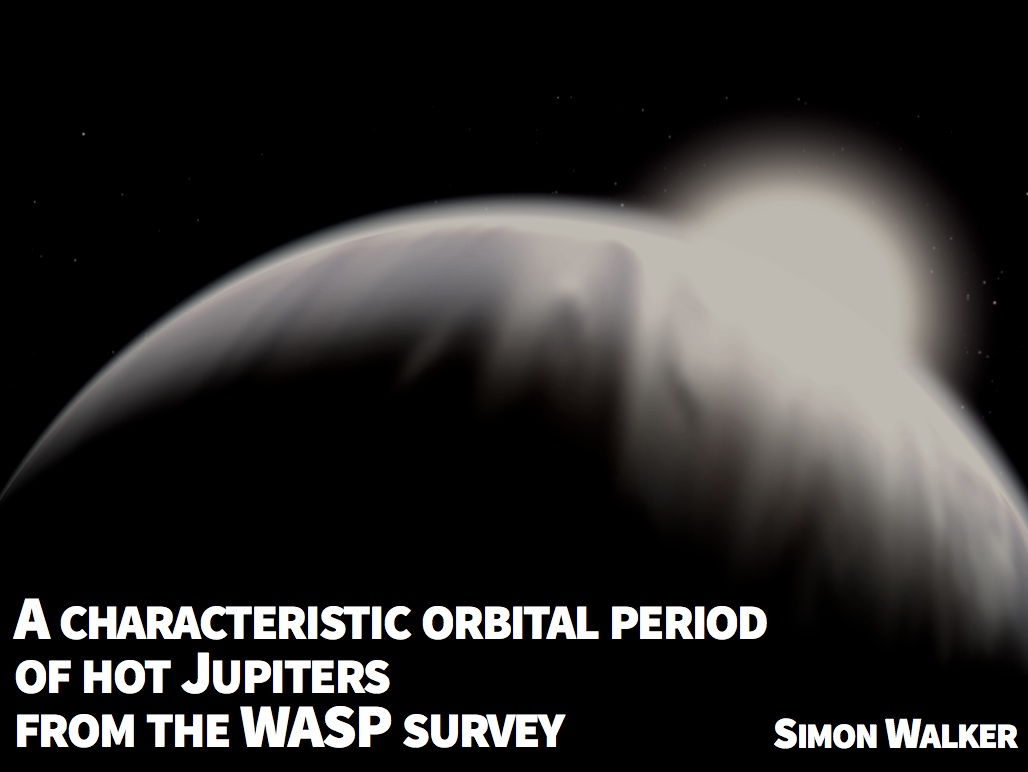 A characteristic orbital period
of hot Jupiters
from the WASP survey
Simon Walker